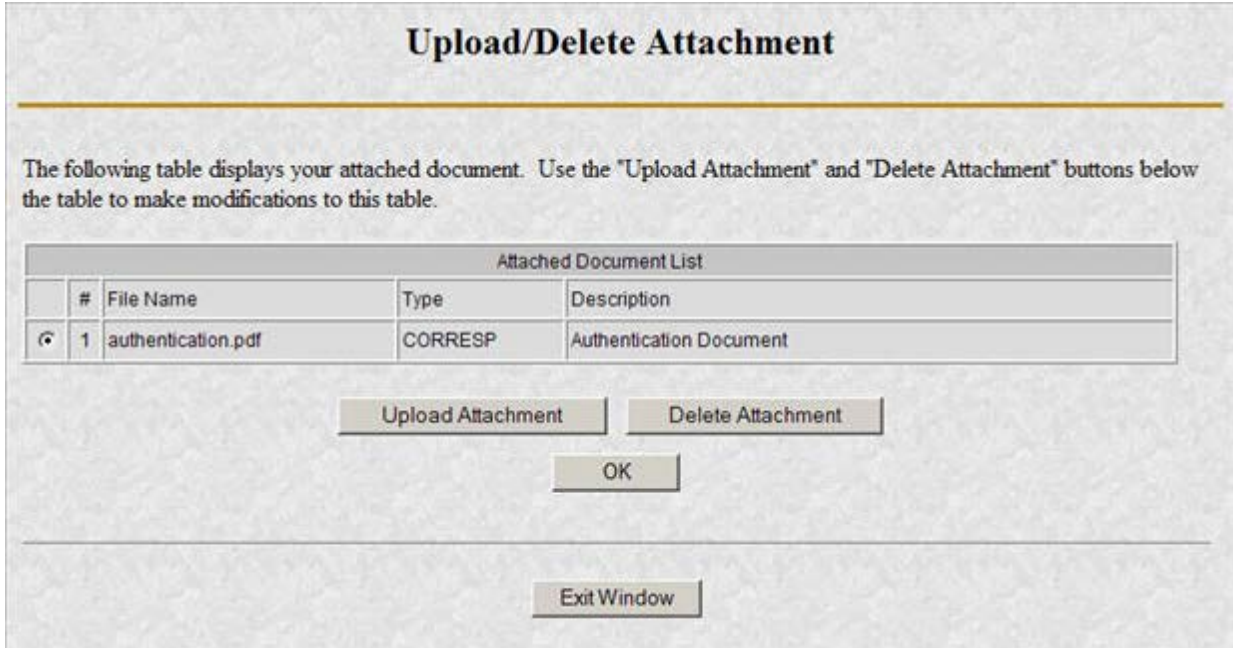 Upload/Delete Attachment
The following table displays your attached document.  Use the "Upload Attachment" and "Delete Attachment" buttons below
the table to make modifications to this table.
Attached Document List
# File Name Type Description
1 authentication.pdf CORRESP Authentication Document
Upload Attachment Delete Attachment
OK
Exit Window